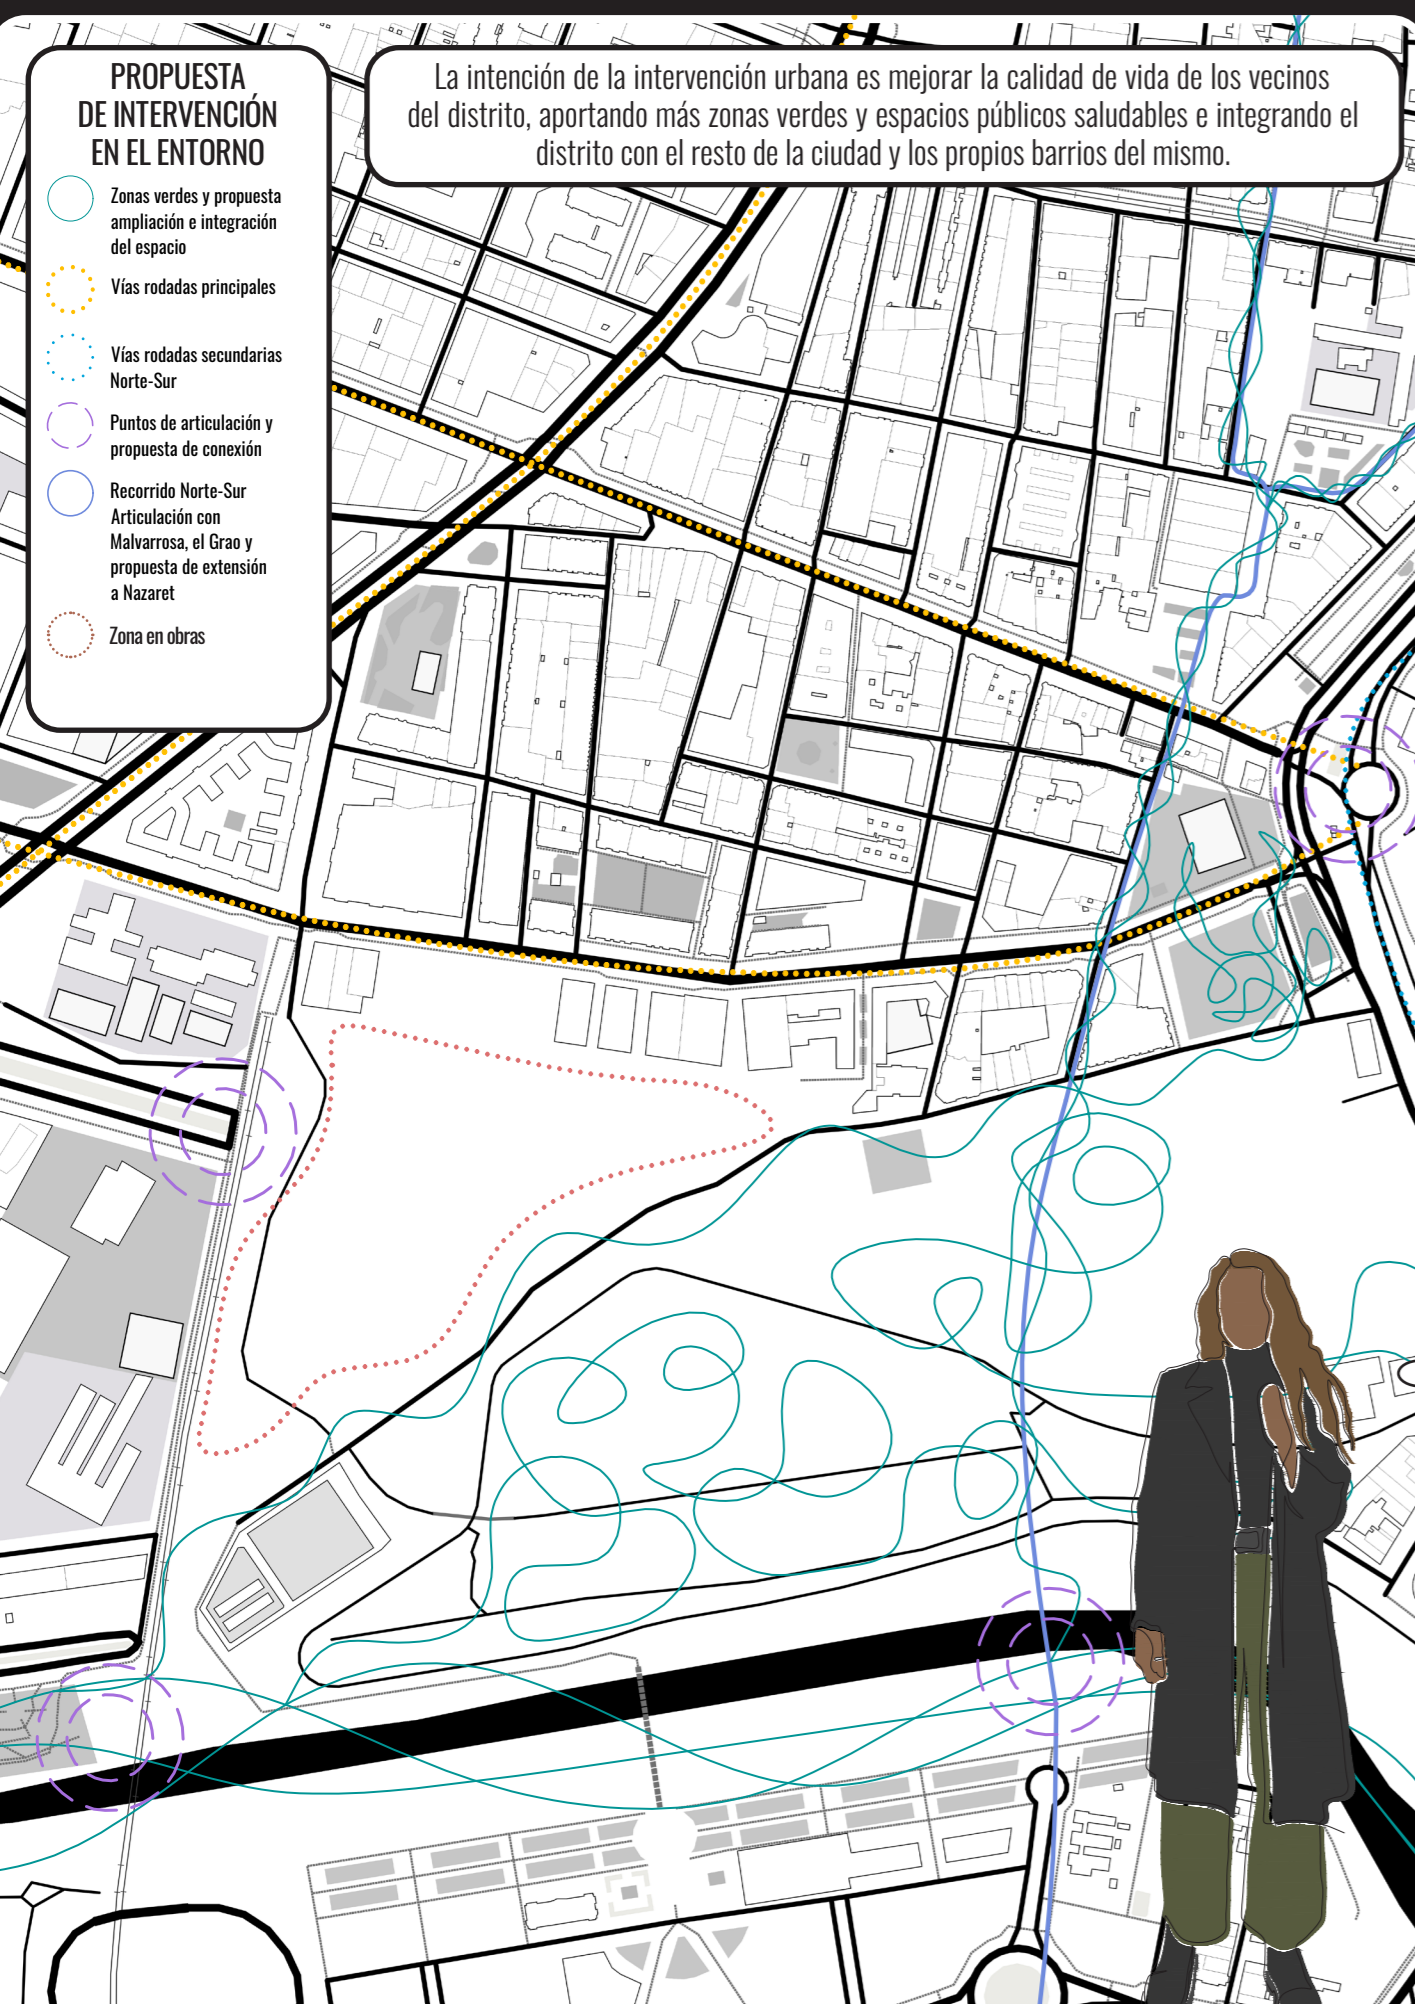 PROPUESTA
DE INTERVENCIÓN
EN EL ENTORNO
Zonas verdes y propuesta
ampliación e integración
del espacio
Vías rodadas principales
Vías rodadas secundarias
Norte-Sur
Puntos de articulación y
propuesta de conexión
Recorrido Norte-Sur
Articulación con
Malvarrosa, el Grao y
propuesta de extensión
a Nazaret
Zona en obras
La intención de la intervención urbana es mejorar la calidad de vida de los vecinos
del distrito, aportando más zonas verdes y espacios públicos saludables e integrando el
distrito con el resto de la ciudad y los propios barrios del mismo.